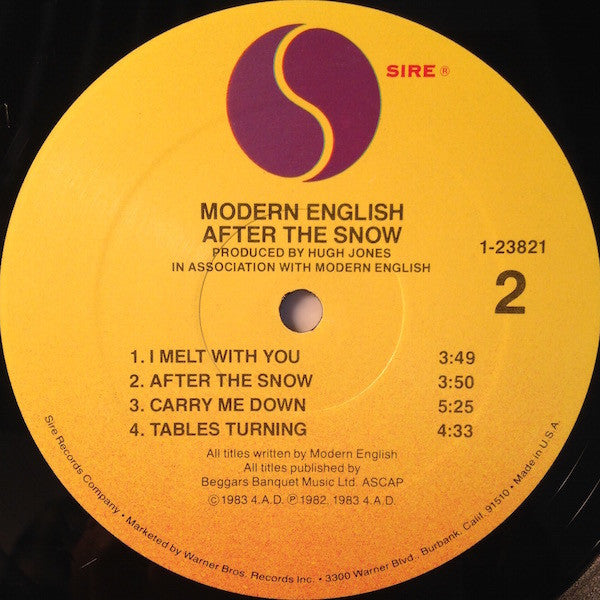 SIRE ®
MODERN ENGLISH
AFTER THE SNOW
PRODUCED BY HUGH JONES
IN ASSOCIATION WITH MODERN ENGLISH
1-23821
2
1. I MELT WITH YOU 3:49
2. AFTER THE SNOW 3:50
3. CARRY ME DOWN 5:25
4. TABLES TURNING 4:33
All titles written by Modern English
All titles published by
Beggars Banquet Music Ltd. ASCAP
©1983 4.A.D. ℗1982, 1983 4.A.D.
Sire Records Company • Marketed by Warner Bros. Records Inc. • 3300 Warner Blvd., Burbank, Calif. 91510 • Made in U.S.A.